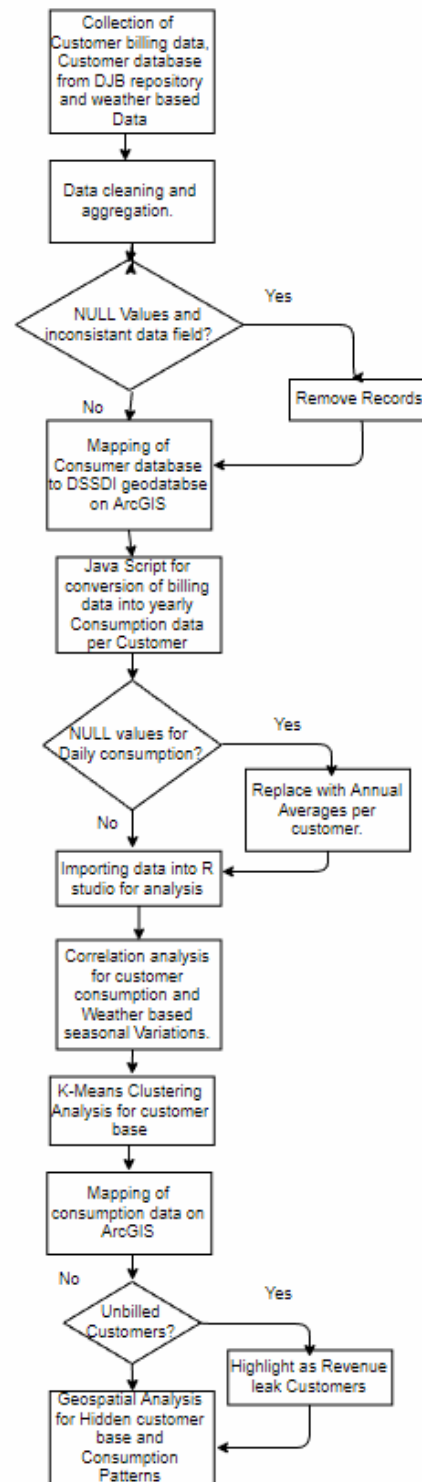 Collection of
Customer billing data,
Customer database
from DJB repository
and weather based
Data
Data cleaning and
aggregation.
NULL Values and
inconsistant data field?
Yes
Remove Records
No
Mapping of
Consumer database
to DSSDI geodatabse
on ArcGIS
Java Script for
conversion of billing
data into yearly
Consumption data
per Customer
NULL values for
Daily consumption?
Yes
Replace with Annual
Averages per
customer.
No
Importing data into R
studio for analysis
Correlation analysis
for customer
consumption and
Weather based
seasonal Variations.
K-Means Clustering
Analysis for customer
base
Mapping of
consumption data on
ArcGIS
No
Unbilled
Customers?
Yes
Highlight as Revenue
leak Customers
Geospatial Analysis
for Hidden customer
base and
Consumption
Patterns